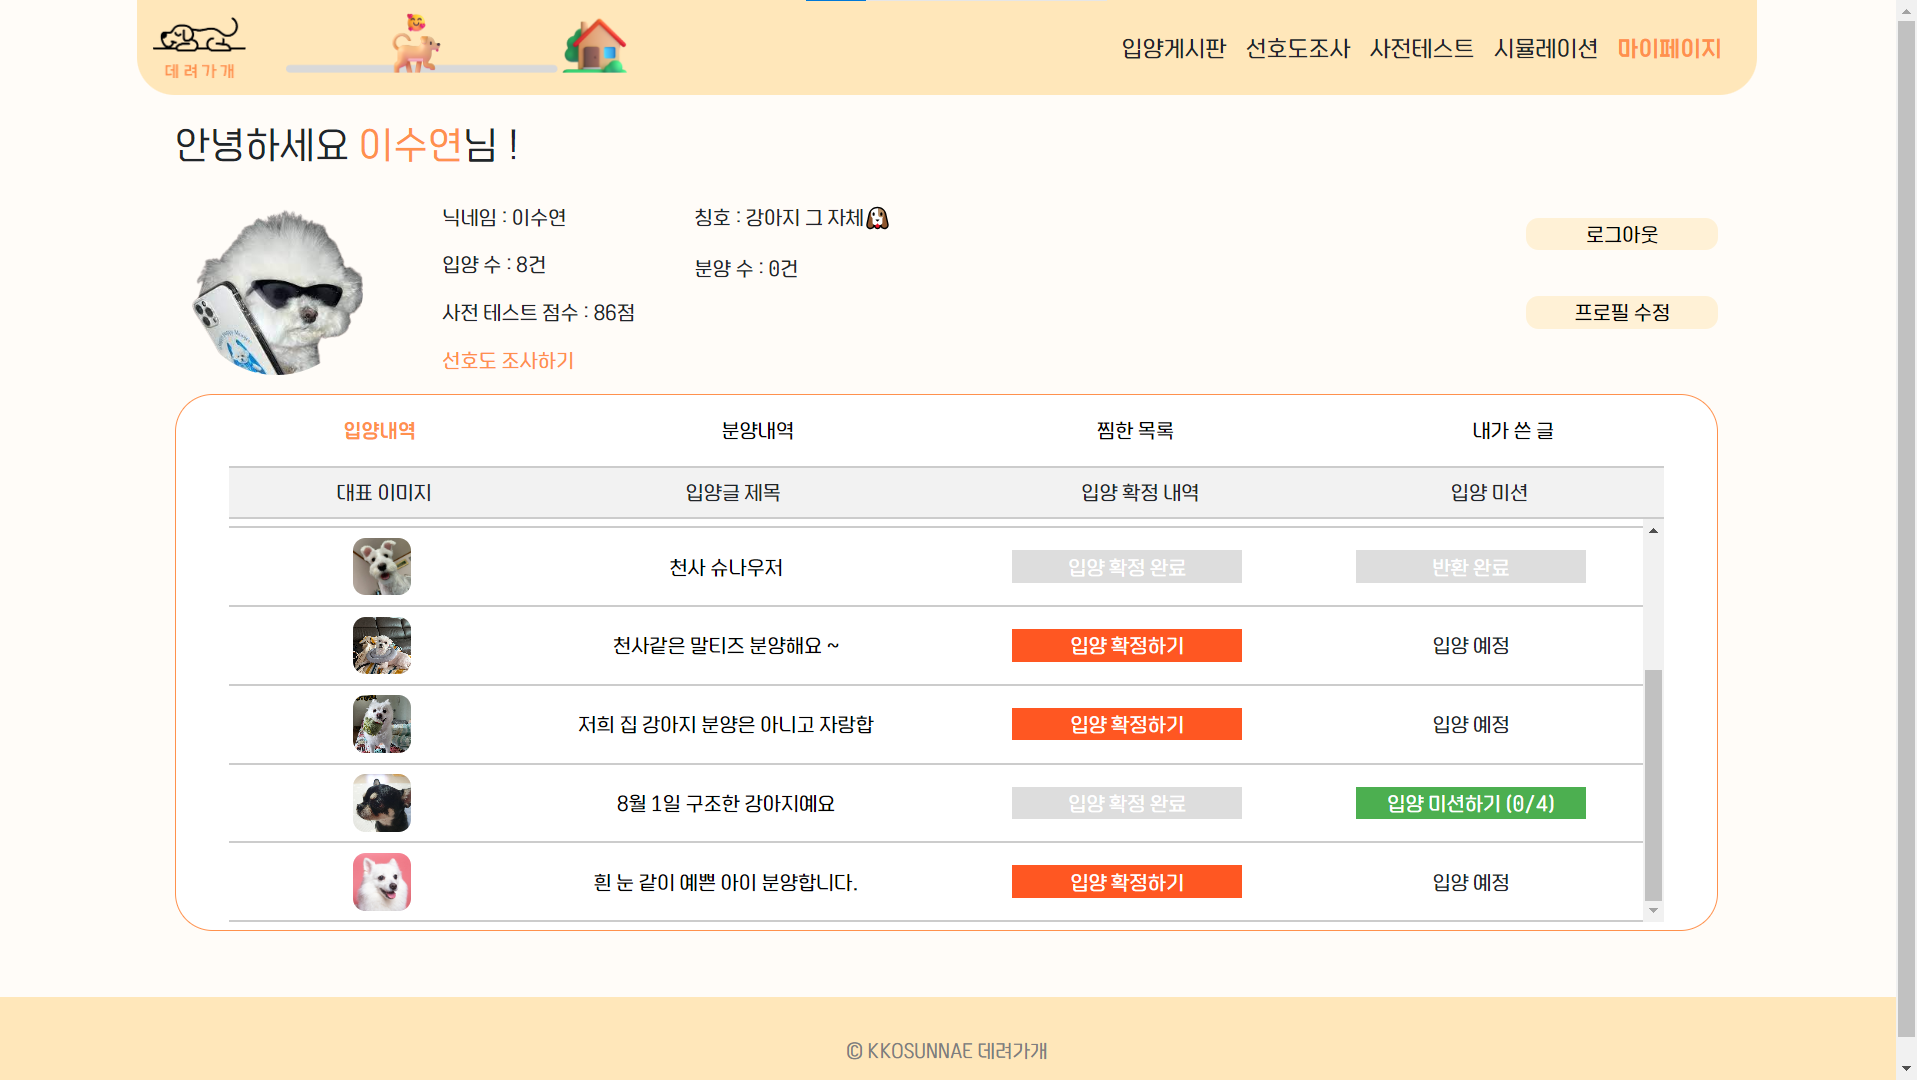 데려가개
입양게시판 선호도조사 사전테스트 시뮬레이션 마이페이지
안녕하세요 이수연님 !
닉네임 : 이수연 칭호 : 강아지 그 자체
입양 수 : 8건 분양 수 : 0건
사전 테스트 점수 : 86점
선호도 조사하기
로그아웃
프로필 수정
입양내역 분양내역 찜한 목록 내가 쓴 글
대표 이미지 입양글 제목 입양 확정 내역 입양 미션
천사 슈나우저 입양 확정 완료 반환 완료
천사같은 말티즈 분양해요 ~ 입양 확정하기 입양 예정
저희 집 강아지 분양은 아니고 자랑합 입양 확정하기 입양 예정
8월 1일 구조한 강아지예요 입양 확정 완료 입양 미션하기 (0/4)
흰 눈 같이 예쁜 아이 분양합니다. 입양 확정하기 입양 예정
© KKOSUNNAE 데려가개